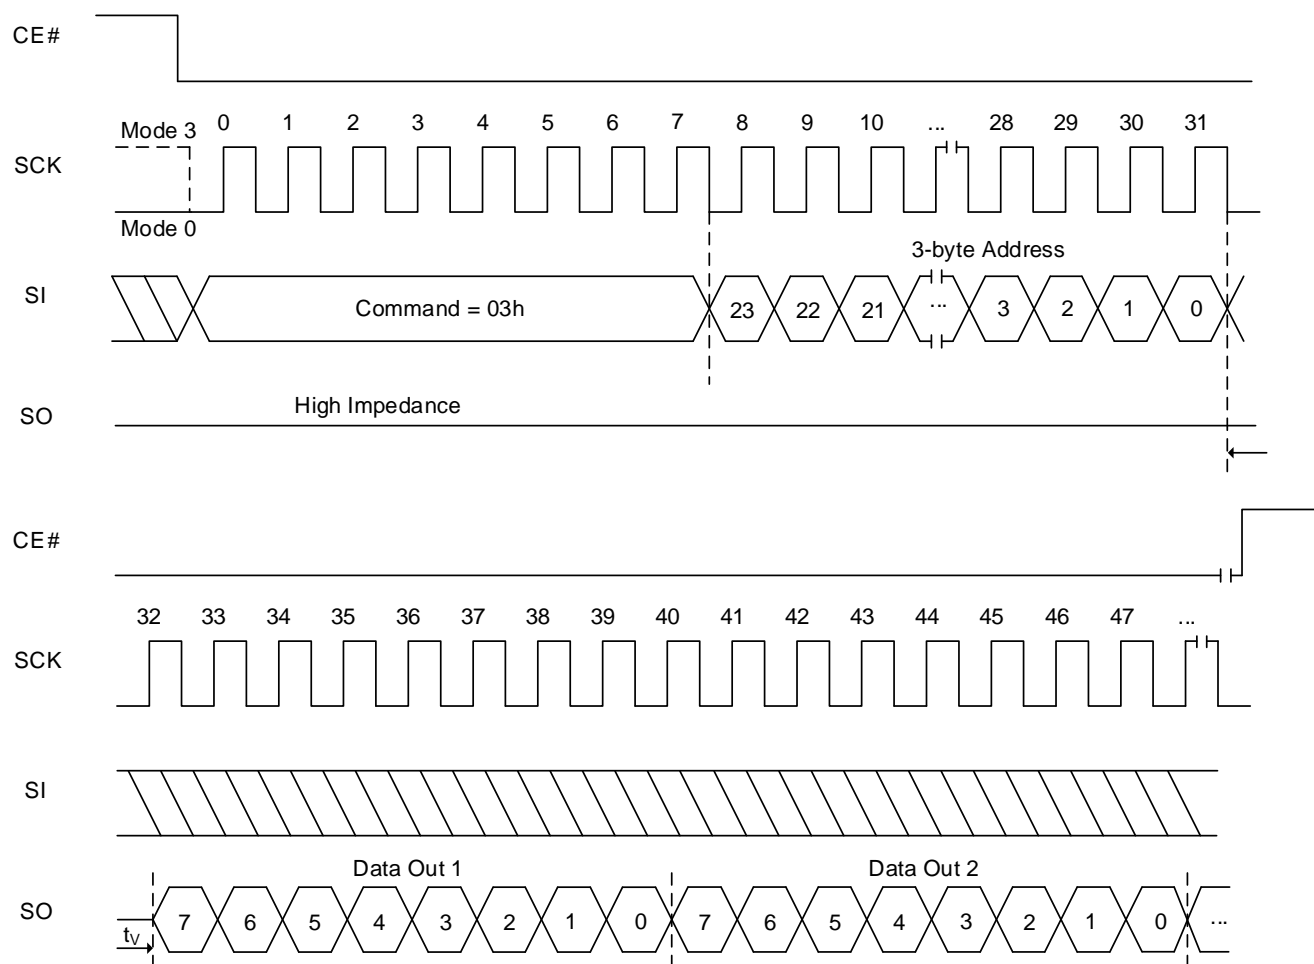 CE#
Mode 3 0 1 2 3 4 5 6 7 8 9 10 ... 28 29 30 31
SCK
Mode 0
3-byte Address
SI Command = 03h 23 22 21 ... 3 2 1 0
High Impedance
SO
CE#
32 33 34 35 36 37 38 39 40 41 42 43 44 45 46 47 ...
SCK
SI
Data Out 1 Data Out 2
SO 7 6 5 4 3 2 1 0 7 6 5 4 3 2 1 0 ...
tV